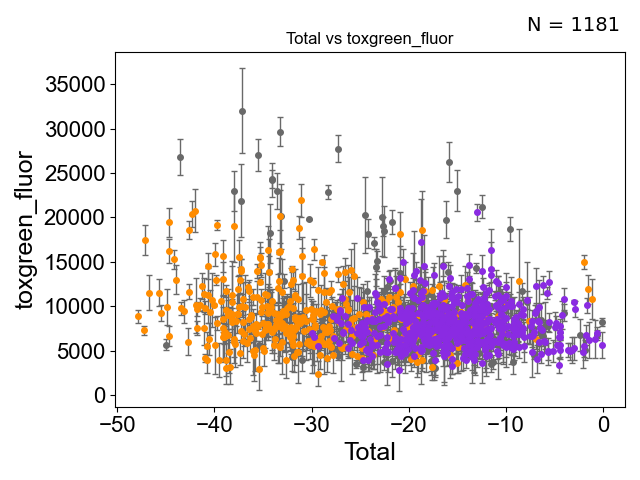 N = 1181
Total vs toxgreen_fluor
toxgreen_fluor
35000
30000
25000
20000
15000
10000
5000
0
−50 −40 −30 −20 −10 0
Total